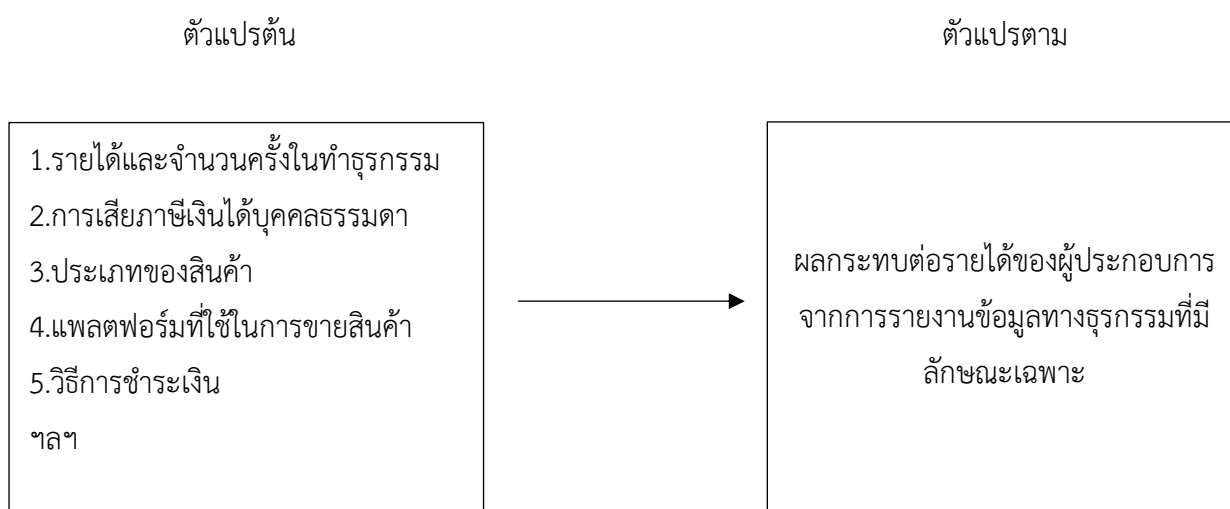 ตัวแปรต้น
ตัวแปรตาม
1.รายได้และจำนวนครั้งในทำธุรกรรม
2.การเสียภาษีเงินได้บุคคลธรรมดา
3.ประเภทของสินค้า
4.แพลตฟอร์มที่ใช้ในการขายสินค้า
5.วิธีการชำระเงิน
ฯลฯ
ผลกระทบต่อรายได้ของผู้ประกอบการ
จากการรายงานข้อมูลทางธุรกรรมที่มี
ลักษณะเฉพาะ